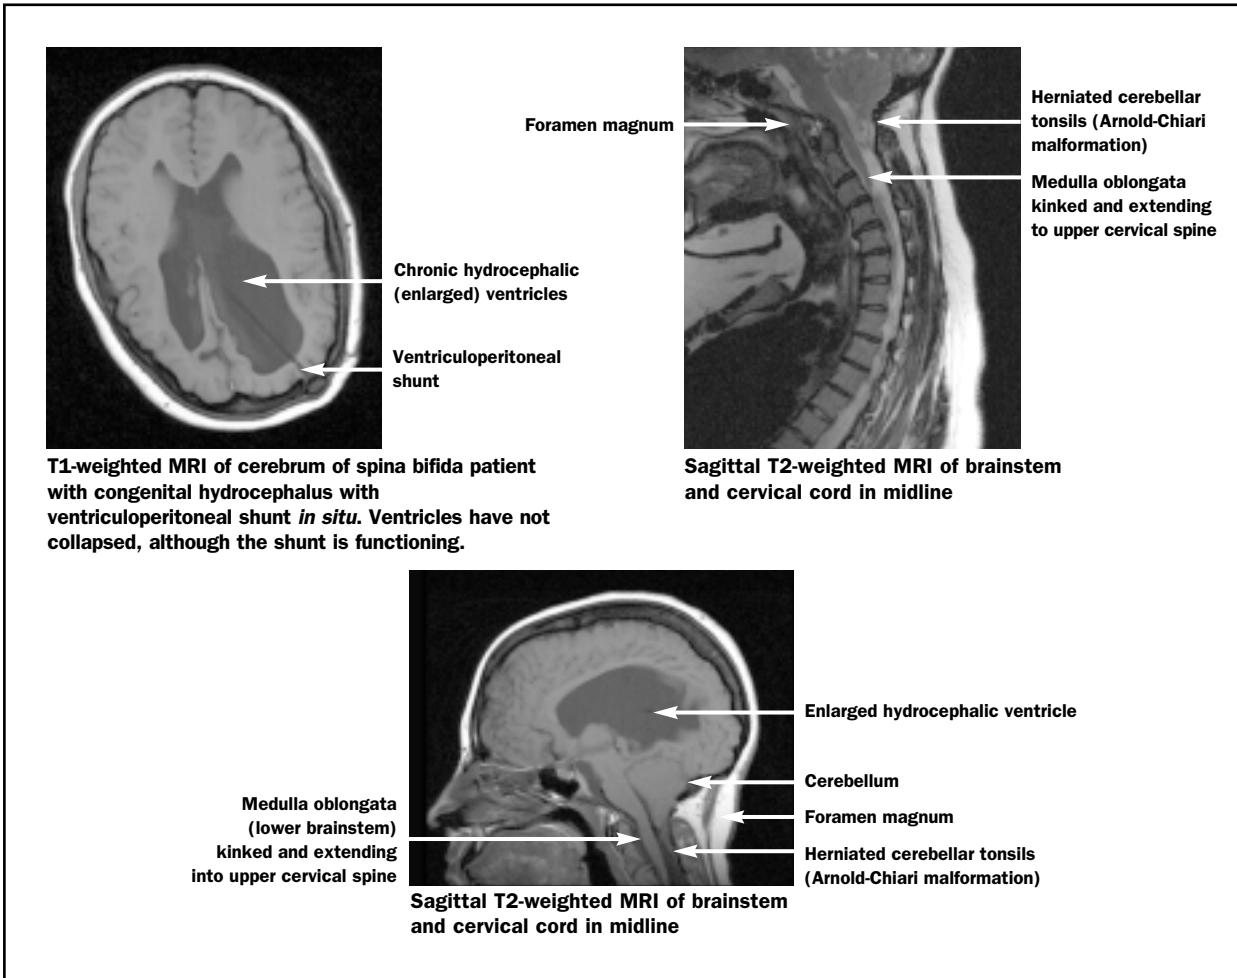 Foramen magnum
Herniated cerebellar
tonsils (Arnold-Chiari
malformation)
Medulla oblongata
kinked and extending
to upper cervical spine
Chronic hydrocephalic
(enlarged) ventricles
Ventriculoperitoneal
shunt
T1-weighted MRI of cerebrum of spina bifida patient
with congenital hydrocephalus with
ventriculoperitoneal shunt in situ. Ventricles have not
collapsed, although the shunt is functioning.
Sagittal T2-weighted MRI of brainstem
and cervical cord in midline
Enlarged hydrocephalic ventricle
Cerebellum
Foramen magnum
Herniated cerebellar tonsils
(Arnold-Chiari malformation)
Medulla oblongata
(lower brainstem)
kinked and extending
into upper cervical spine
Sagittal T2-weighted MRI of brainstem
and cervical cord in midline